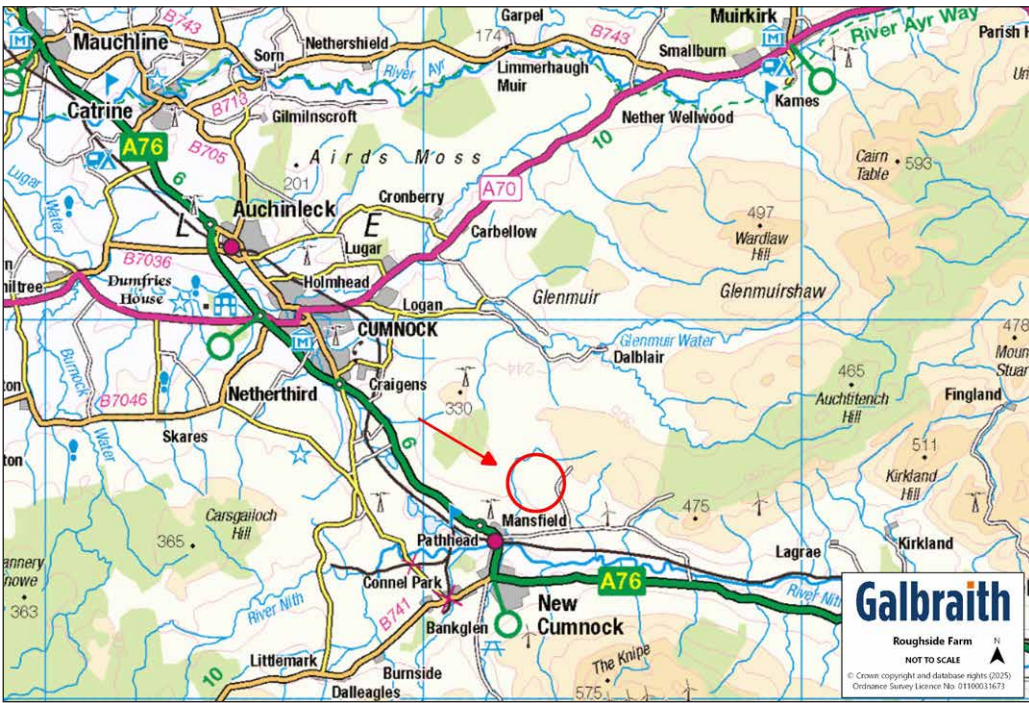 B743
Garpel
Muirkirk
Mauchline
Nethershield
174
B743
Smallburn
River Ayr Way
Parish H
Sorn
River Ayr
Limmerhaugh
Muir
Catrine
B713
Gilmilnscroft
Kames
10
Nether Wellwood
A76
B705
Airds Moss
Cairn
Table
593
6
201
A70
Lugar
Water
Auchinleck
Cronberry
497
Wardlaw
Hill
L
E
Carbellow
Lugar
B7036
Dumfries
House
Holmhead
Glenmuir
Glenmuirshaw
Logan
CUMNOCK
478
Glenmuir Water
Dalblair
244
Moun
Stuar
Burnock
Water
Netherthird
Craigens
465
Auchtitench
Hill
Fingland
B7046
330
305
Skares
ton
6
511
Kirkland
Hill
Carsgailoch
Hill
475
Mansfield
365
Pathhead
Lagrae
Kirkland
annery
nowe
363
Connel Park
A76
River Nith
River Nith
B741
New
Cumnock
Bankglen
Littlemark
Burnside
The Knipe
10
Dalleagles
575
Galbraith
Roughside Farm
N
NOT TO SCALE
© Crown copyright and database rights (2025)
Ordnance Survey Licence No. 01100031673